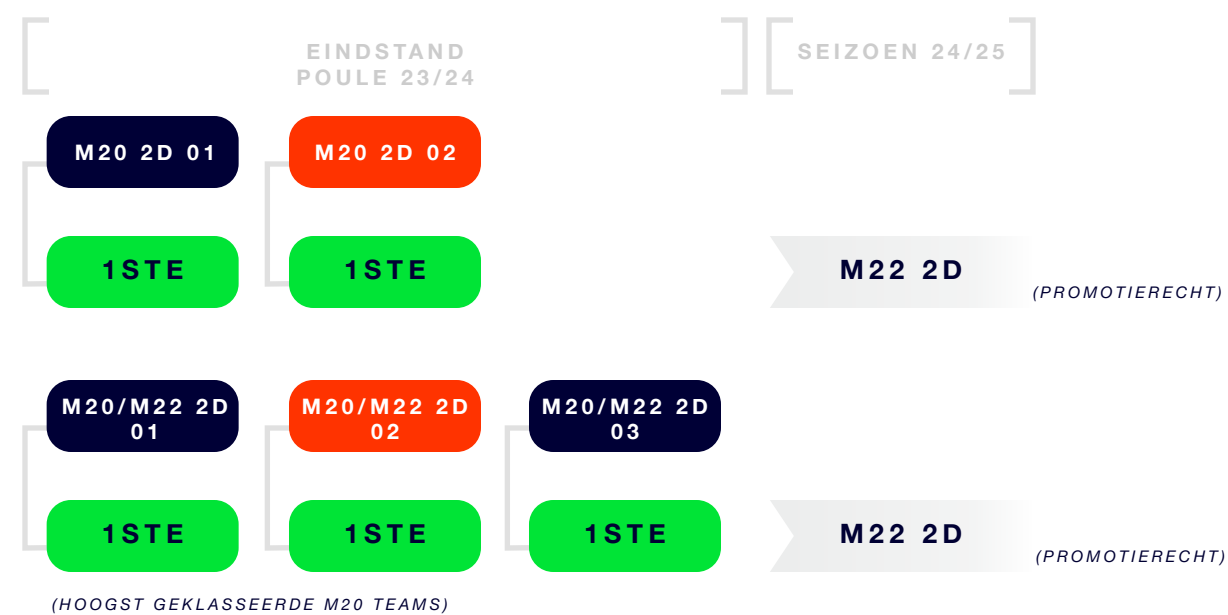 EINDSTAND
POULE 23/24
SEIZOEN 24/25
M20 2D 01
M20 2D 02
1STE
1STE
M22 2D
(PROMOTIERECHT)
M20/M22 2D
01
M20/M22 2D
02
M20/M22 2D
03
1STE
1STE
1STE
M22 2D
(PROMOTIERECHT)
(HOOGST GEKLASSEERDE M20 TEAMS)